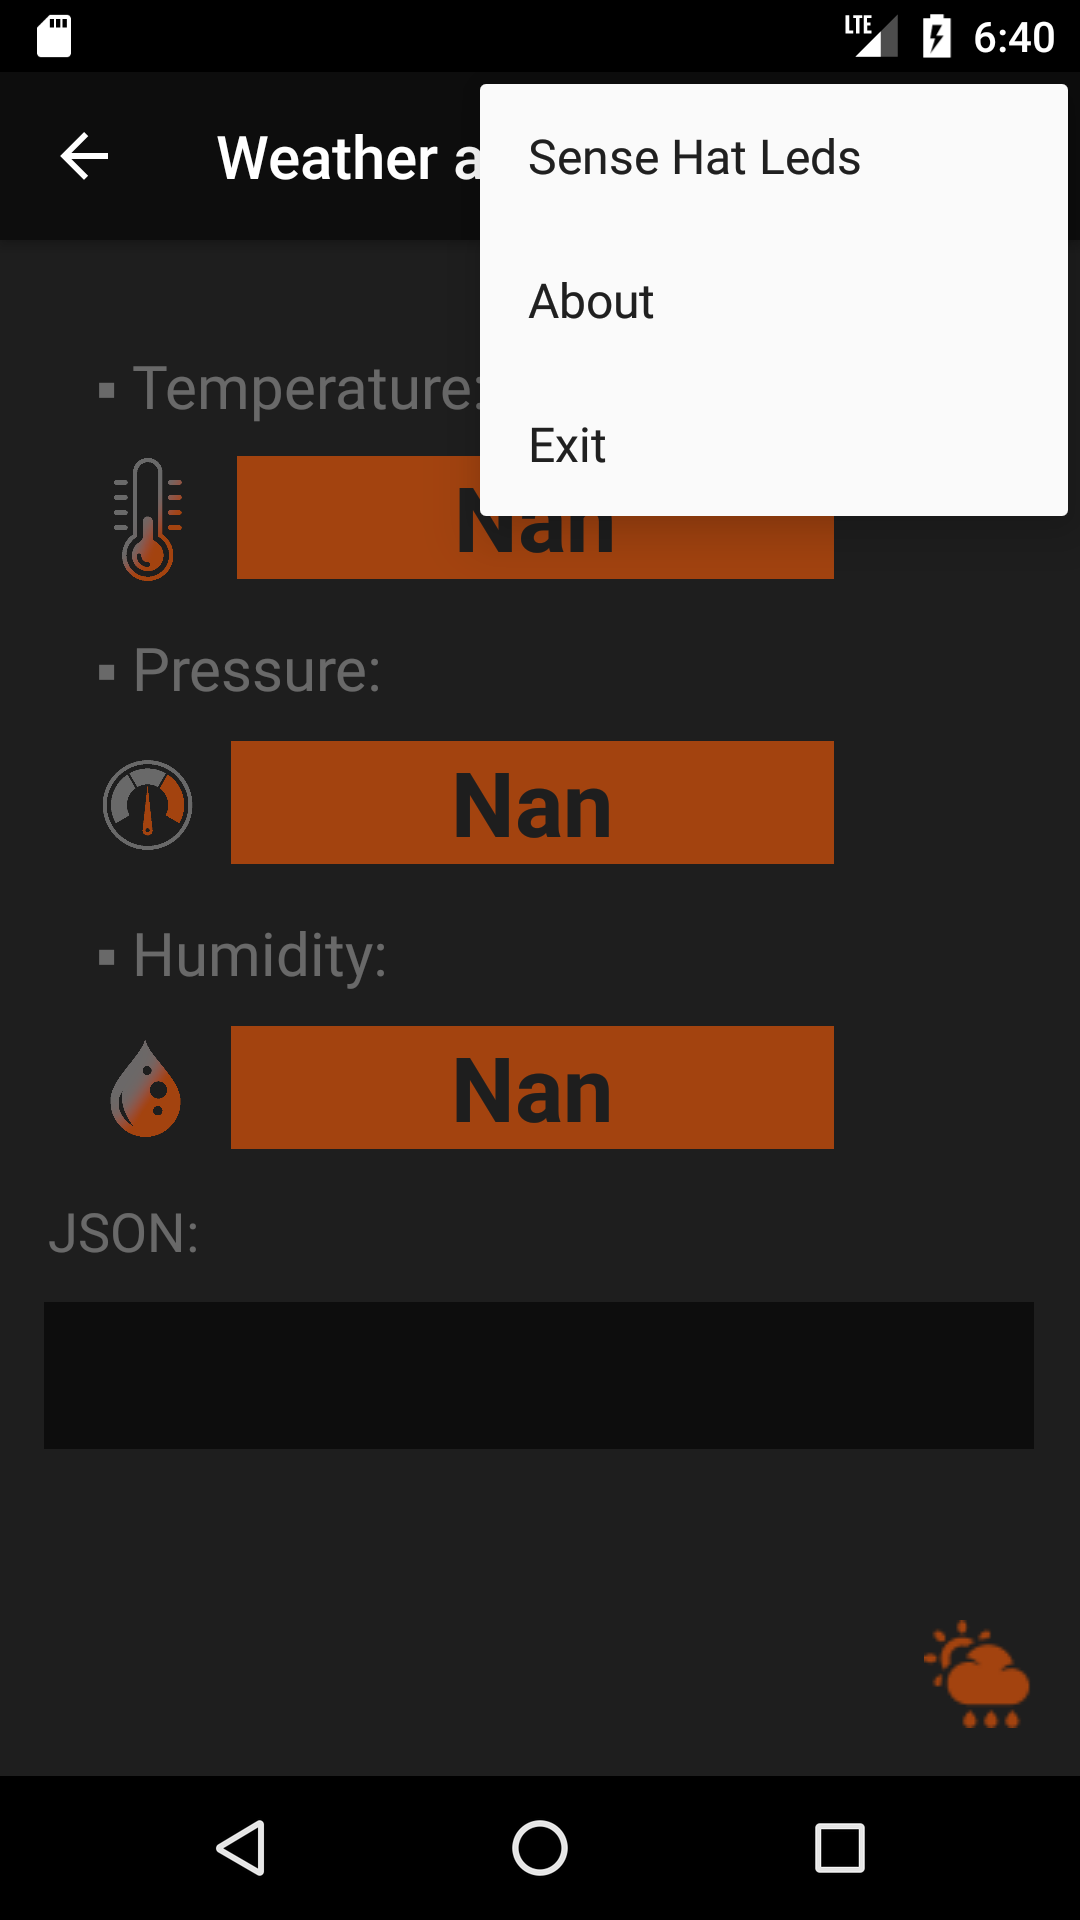 LTE 6:40
Weather a
Sense Hat Leds
About
Exit
▪ Temperature:
Nan
▪ Pressure:
Nan
▪ Humidity:
Nan
JSON: